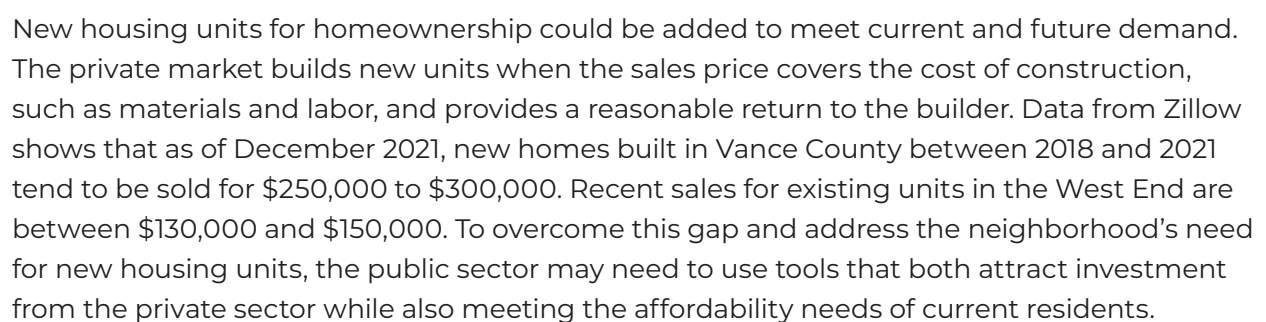 New housing units for homeownership could be added to meet current and future demand.
The private market builds new units when the sales price covers the cost of construction,
such as materials and labor, and provides a reasonable return to the builder. Data from Zillow
shows that as of December 2021, new homes built in Vance County between 2018 and 2021
tend to be sold for $250,000 to $300,000. Recent sales for existing units in the West End are
between $130,000 and $150,000. To overcome this gap and address the neighborhood’s need
for new housing units, the public sector may need to use tools that both attract investment
from the private sector while also meeting the affordability needs of current residents.